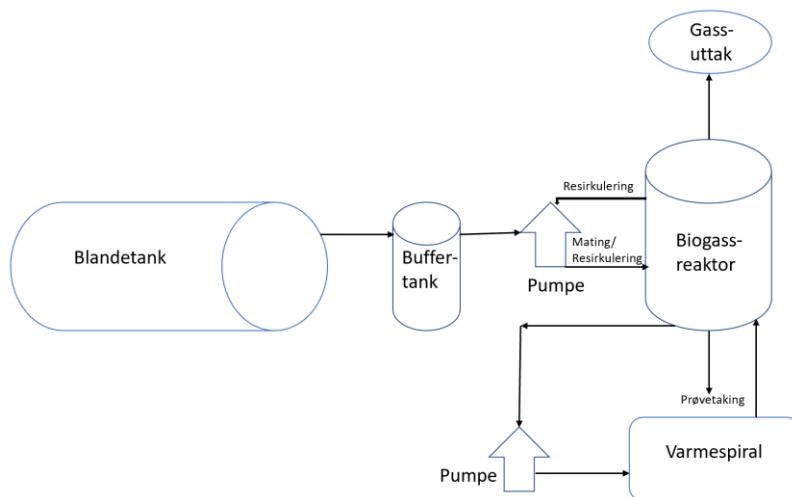 Gass-
uttak
Resirkulering
Blandetank
Buffer-
tank
Mating/
Resirkulering
Biogass-
reaktor
Pumpe
Prøvetaking
Pumpe
Varmespiral